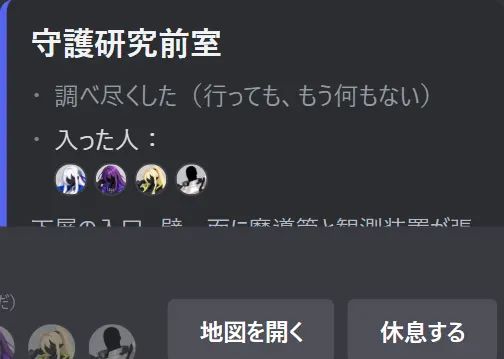 守護研究前室
・ 調べ尽くした（行っても、もう何もない）
・ 入った人：
だ）
地図を開く
休息する